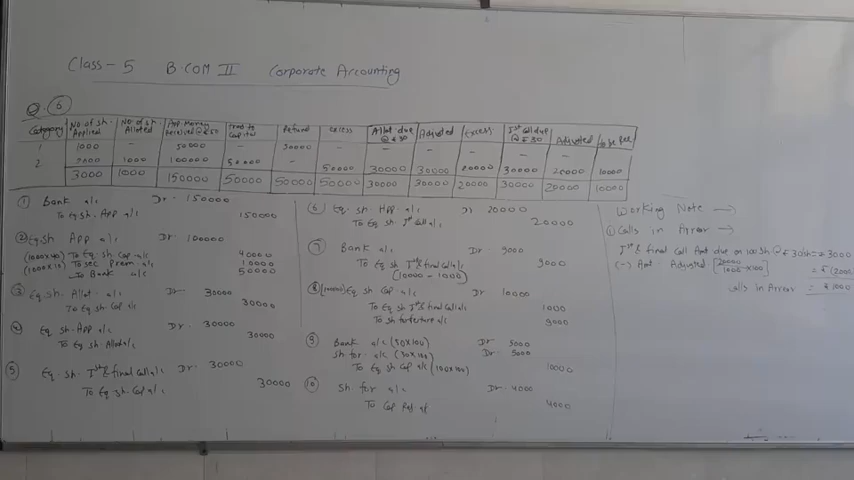 Class - 5 B.COM II Corporate Accounting
Q. 6
Category No of sh. Applied No of sh. Alloted App Money Received @ 50 Trnd to Capital Refund Excess Allot due @ ₹ 30 Adjusted Excess Ist call due @ ₹ 30 Adjusted
1 1000 - 50000 - 50000 - - - - - -
2 2000 1000 100000 50000 - 50000 30000 30000 20000 30000 20000 10000
3000 1000 150000 50000 50000 50000 30000 30000 20000 30000 20000 10000
① Bank a/c Dr. 150000
To Eq. sh. App a/c 150000
② Eq sh App a/c Dr. 100000
(1000x40) To Eq. sh Cap a/c 40000
(1000x10) To sec Prem a/c 10000
To Bank a/c 50000
③ Eq. sh. Allot. a/c Dr 30000
To Eq. sh Cap a/c 30000
④ Eq. sh. App a/c Dr. 30000
To Eq. sh. Allot a/c 30000
⑤ Eq. sh. Ist & final Call a/c Dr. 30000
To Eq. sh. Cap a/c 30000
⑥ Eq. sh. App a/c Dr 20000
To Eq. sh Ist Call a/c 20000
⑦ Bank a/c Dr 9000
To Eq sh Ist & final Call a/c 9000
(10000 - 1000)
⑧ Eq sh Cap a/c Dr 10000
To Eq sh Ist & final Call a/c 1000
To sh forfeture a/c 9000
⑨ Bank a/c (50x100) Dr 5000
sh for. a/c (50x100) Dr 5000
To Eq sh Cap a/c (100x100) 10000
⑩ Sh. for a/c Dr. 4000
To Cap Ret a/c 4000
Working Note →
① Calls in Arrear →
Ist & final Call Amt due on 100 Sh @ ₹ 30/sh = ₹ 3000
(-) Amt. Adjusted [20000/1000 x 100] = ₹ (2000
Calls in Arrear = ₹ 1000